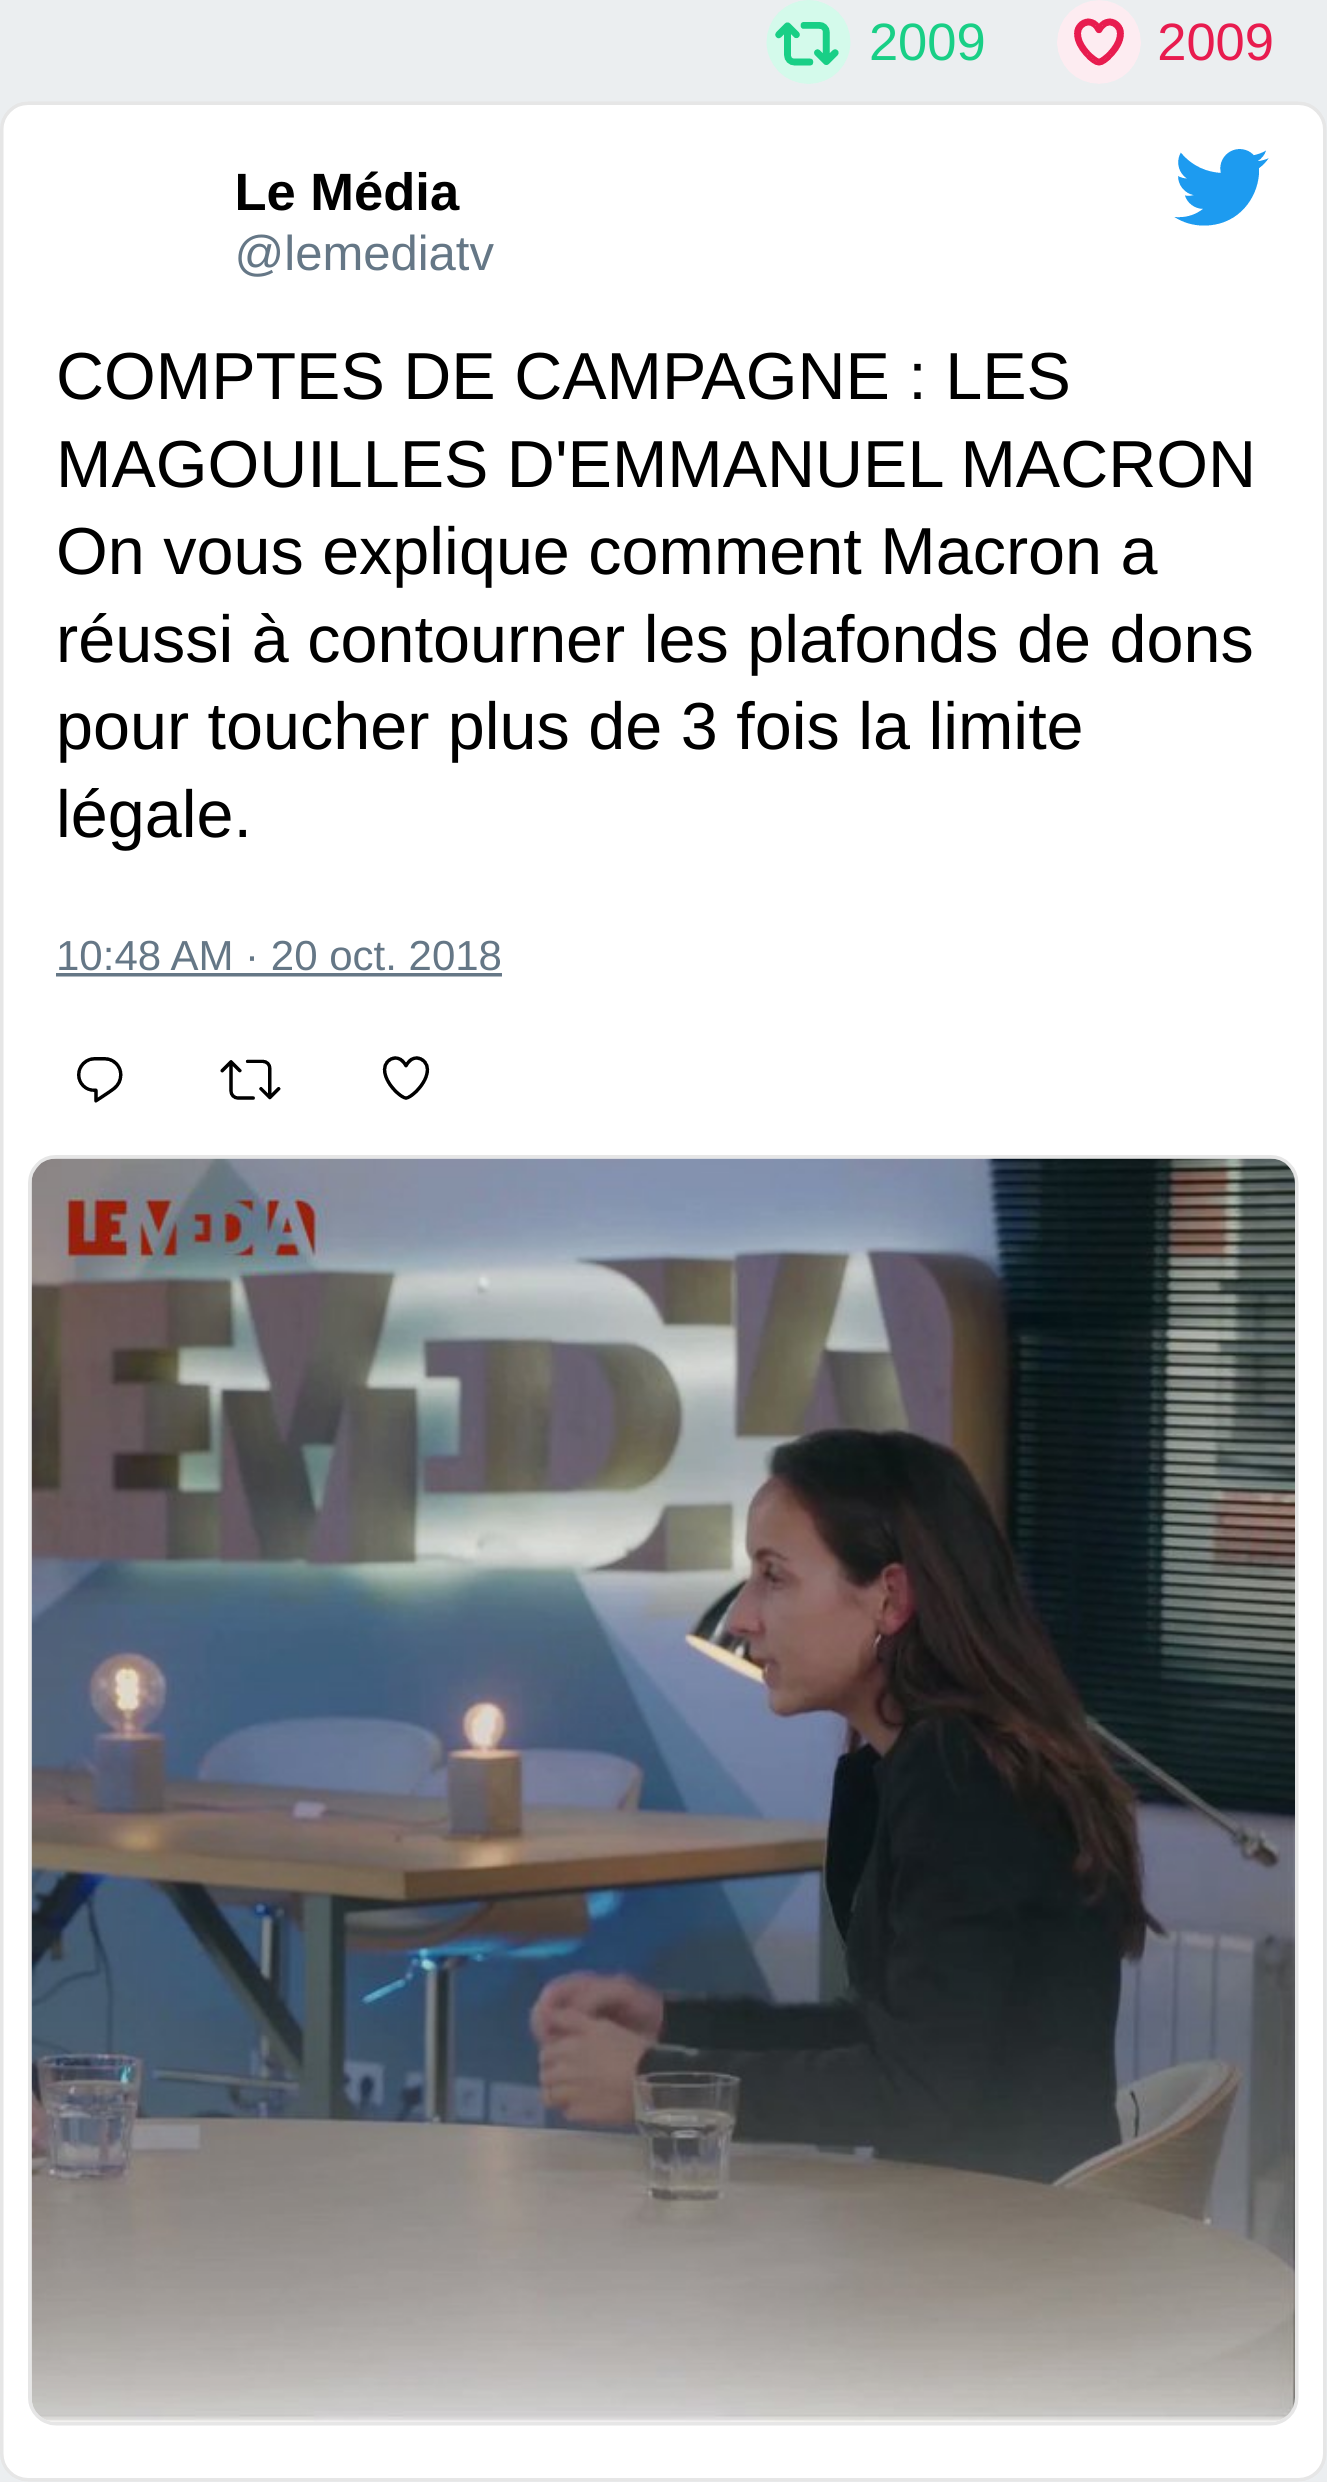 2009 2009
Le Média
@lemediatv
COMPTES DE CAMPAGNE : LES
MAGOUILLES D'EMMANUEL MACRON
On vous explique comment Macron a
réussi à contourner les plafonds de dons
pour toucher plus de 3 fois la limite
légale.
10:48 AM · 20 oct. 2018
LE MEDIA
EMEDIA